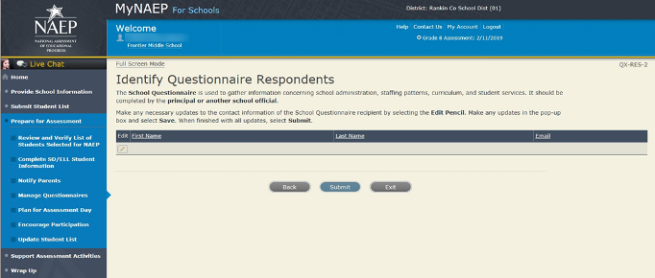 MyNAEP For Schools
District: Rankin Co School Dist (01)
NAEP
NATIONAL ASSESSMENT
OF EDUCATIONAL
PROGRESS
Welcome
Frontier Middle School
Help Contact Us My Account Logout
Grade 8 Assessment: 2/11/2019
Live Chat
Home
Provide School Information
Submit Student List
Prepare for Assessment
Review and Verify List of
Students Selected for NAEP
Complete SD/ELL Student
Information
Notify Parents
Manage Questionnaires
Plan for Assessment Day
Encourage Participation
Update Student List
Support Assessment Activities
Wrap Up
Full Screen Mode
QX-RES-2
Identify Questionnaire Respondents
The School Questionnaire is used to gather information concerning school administration, staffing patterns, curriculum, and student services. It should be
completed by the principal or another school official.
Make any necessary updates to the contact information of the School Questionnaire recipient by selecting the Edit Pencil. Make any updates in the pop-up
box and select Save. When finished with all updates, select Submit.
Edit First Name Last Name Email
Back Submit Exit